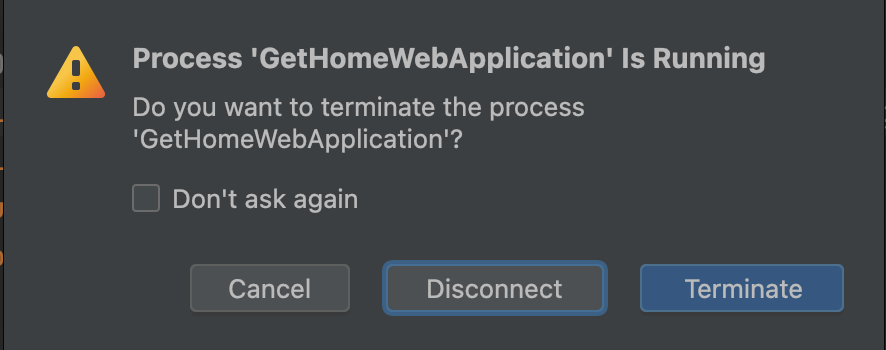 Process 'GetHomeWebApplication' Is Running
Do you want to terminate the process
'GetHomeWebApplication'?
Don't ask again
Cancel
Disconnect
Terminate